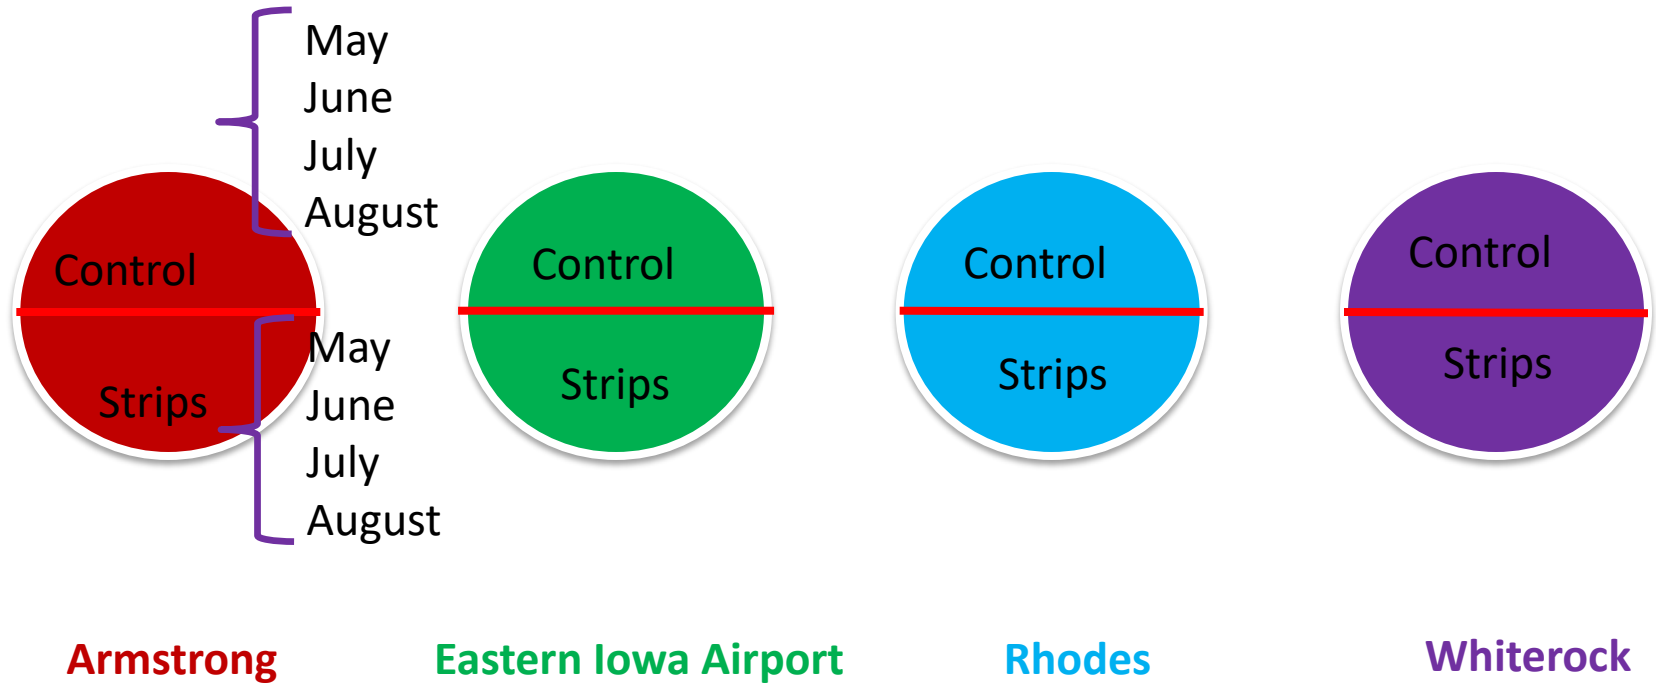 May
June
July
August
Control
Strips
May
June
July
August
Control
Strips
Control
Strips
Control
Strips
Armstrong
Eastern Iowa Airport
Rhodes
Whiterock